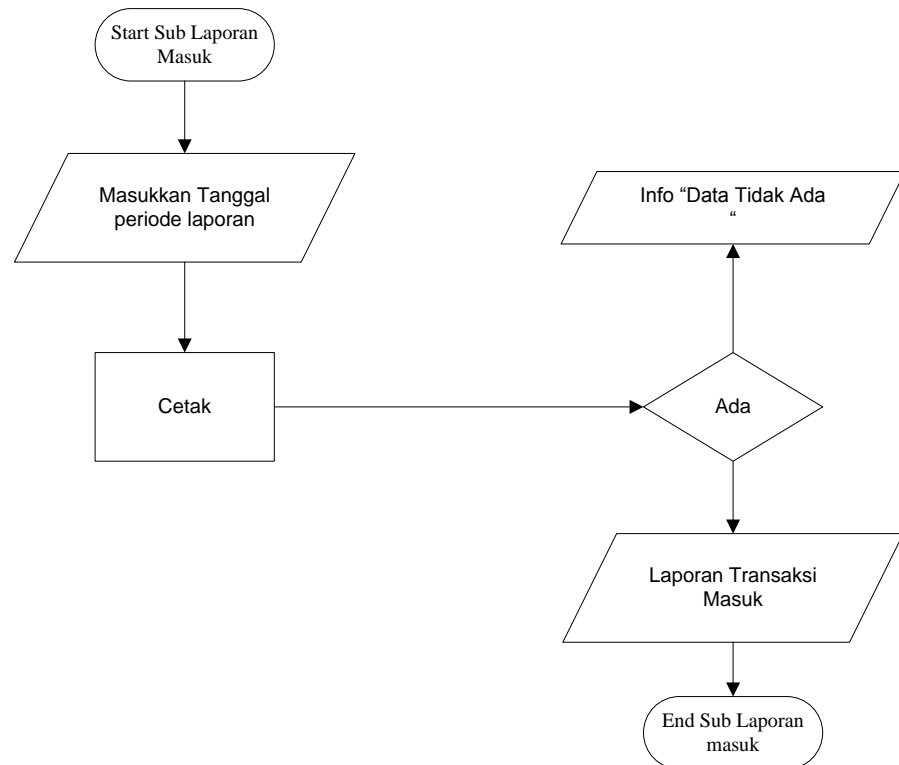 Start Sub Laporan
Masuk
Masukkan Tanggal
periode laporan
Info “Data Tidak Ada
“
Cetak
Ada
Laporan Transaksi
Masuk
End Sub Laporan
masuk